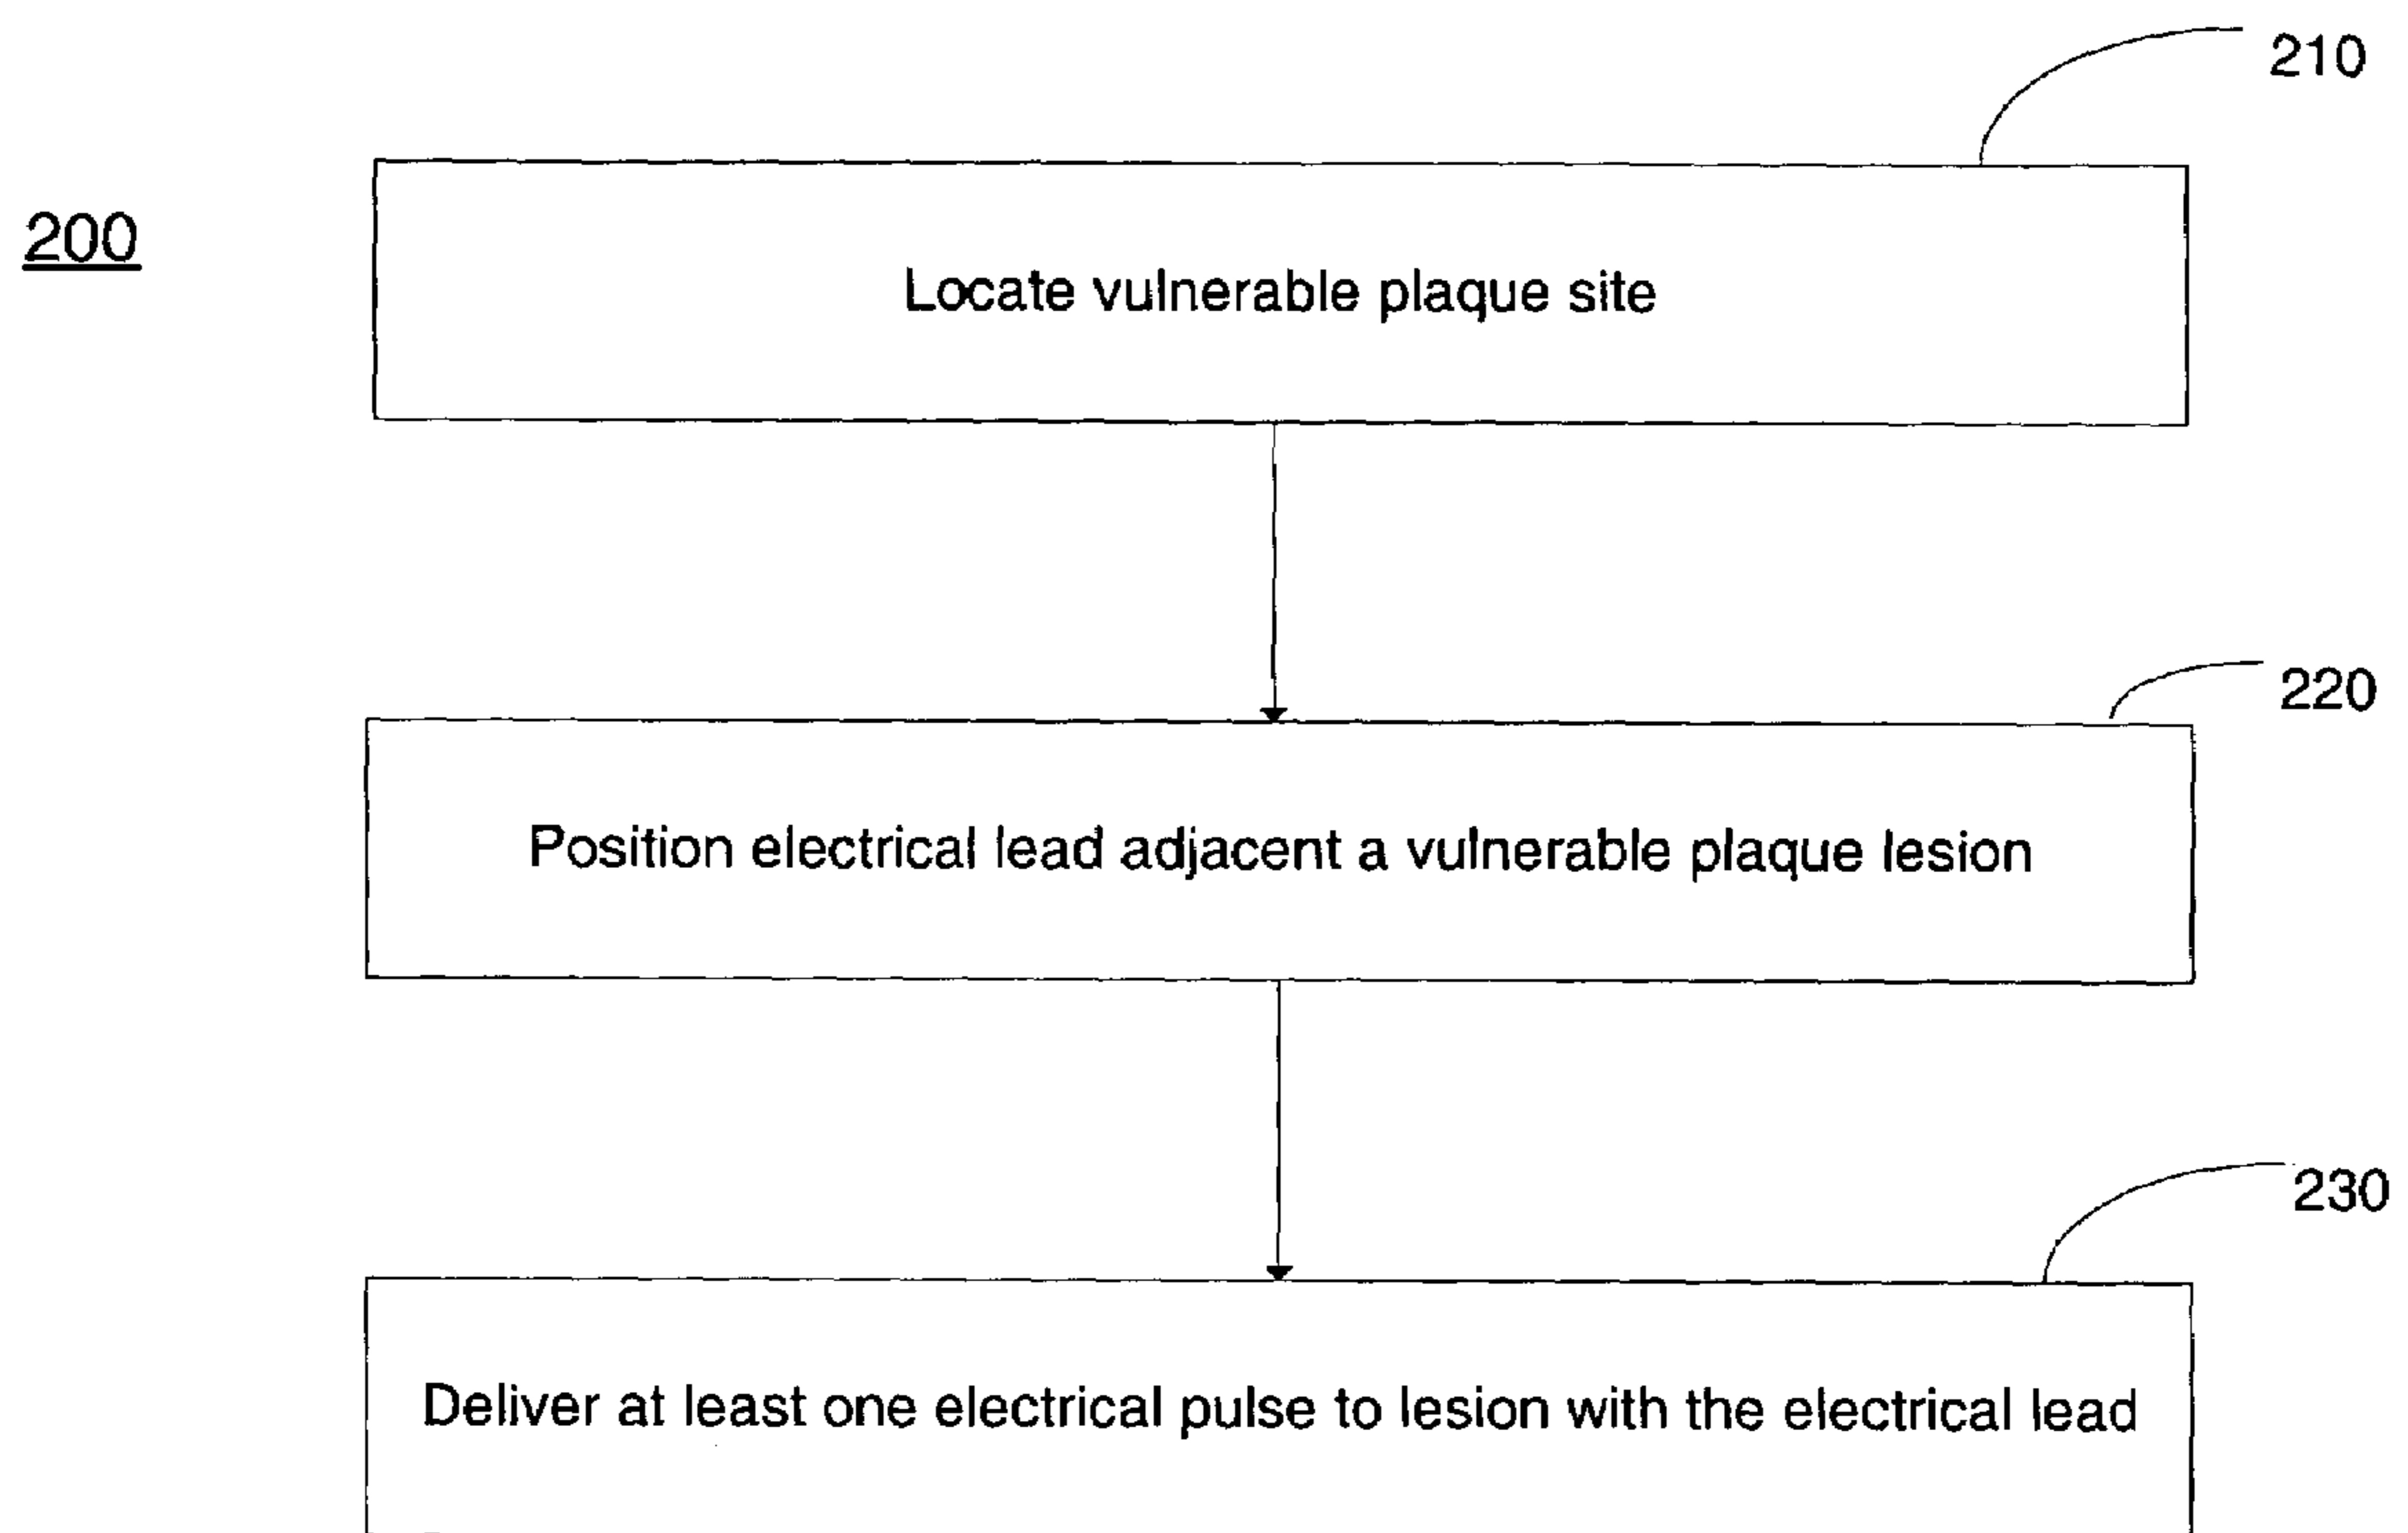 210
200
Locate vulnerable plaque site
220
Position electrical lead adjacent a vulnerable plaque lesion
230
Deliver at least one electrical pulse to lesion with the electrical lead